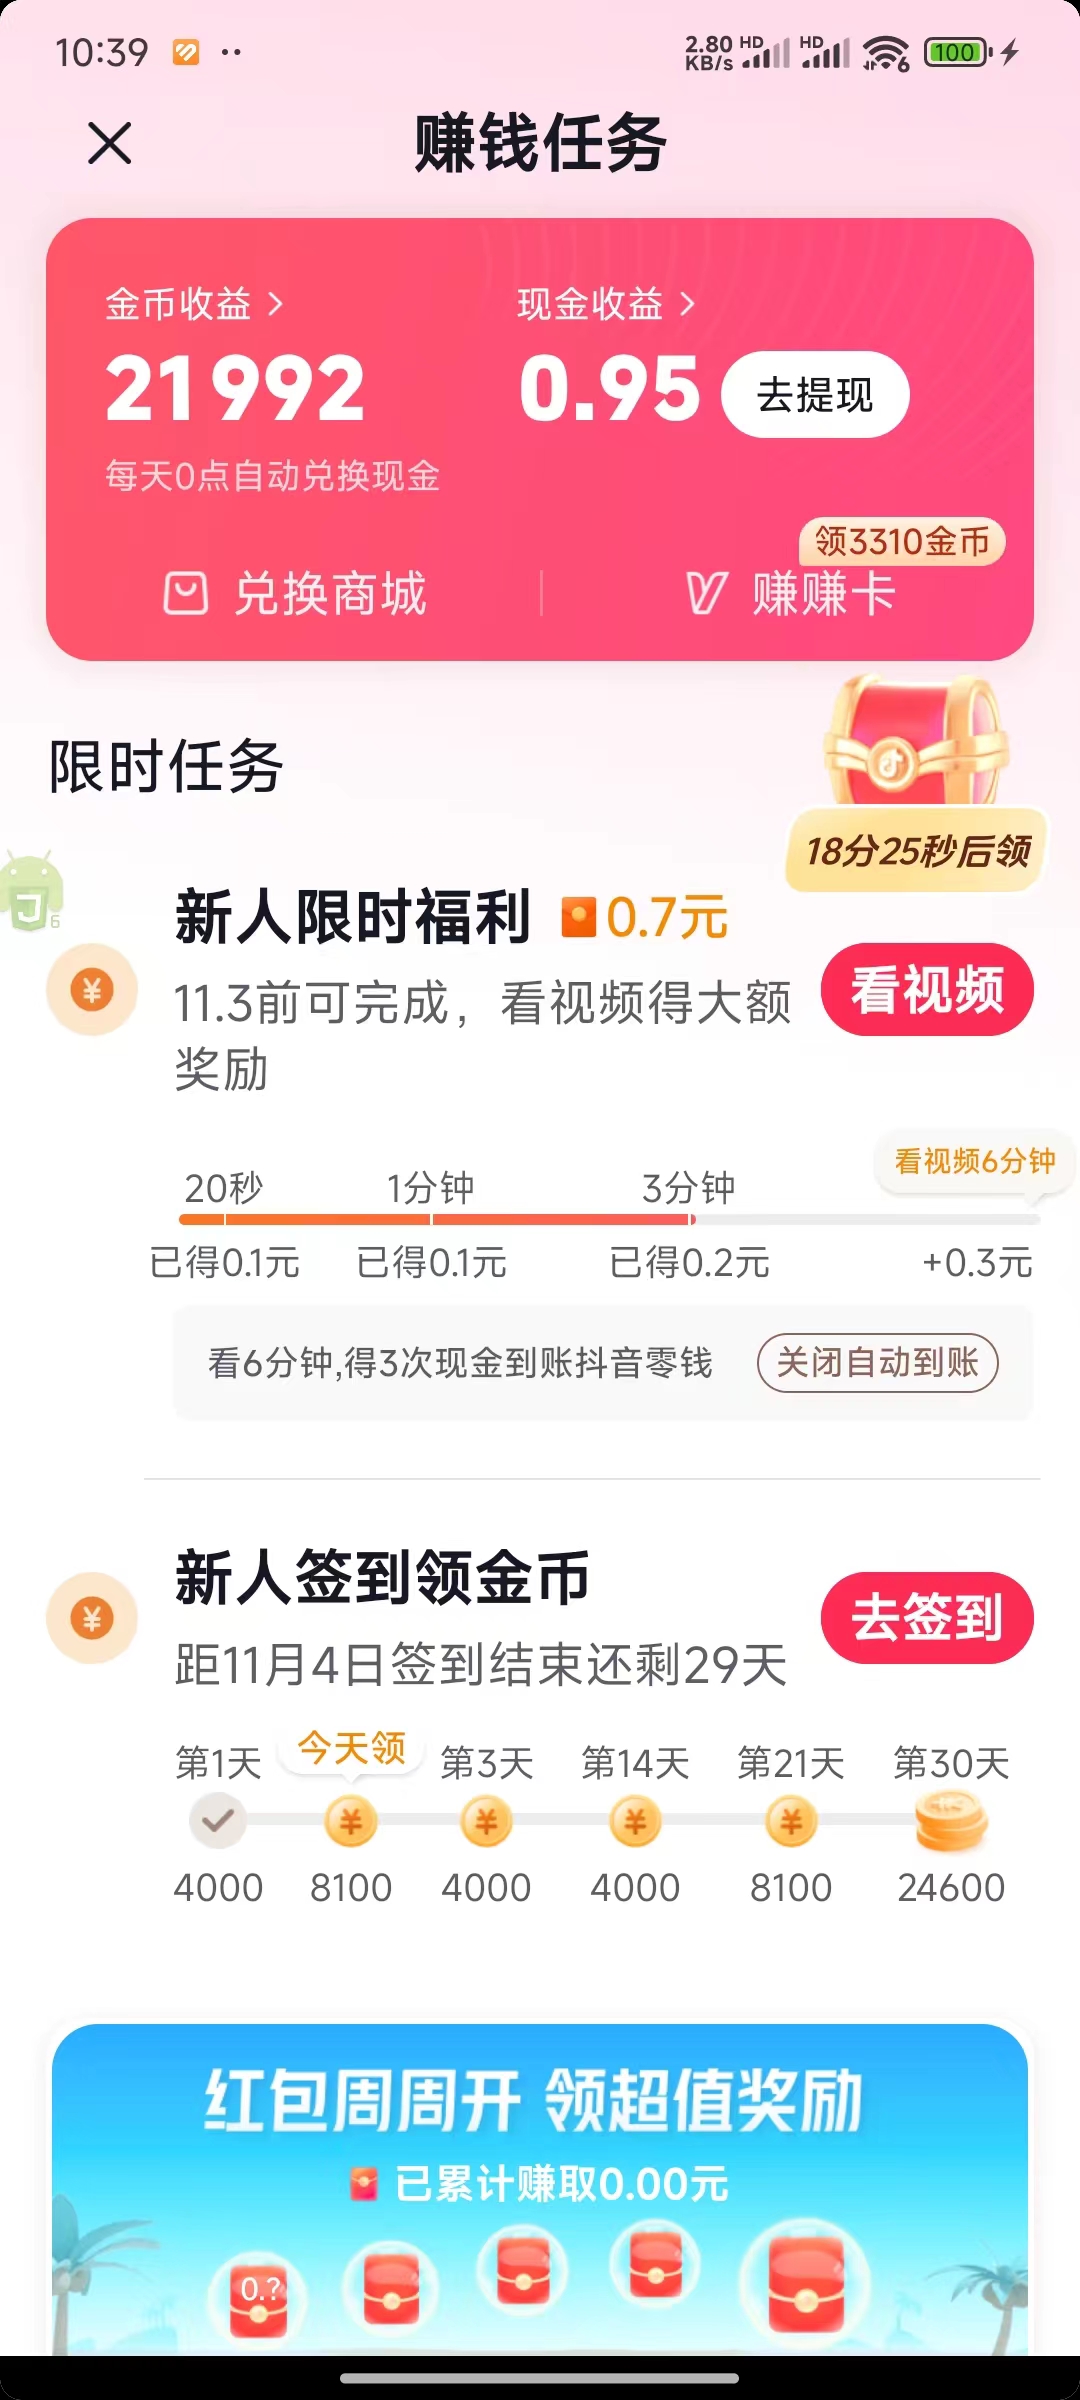 10:39
2.80 KB/s HD HD 6 100
赚钱任务
金币收益 现金收益
21992 0.95 去提现
每天0点自动兑换现金
领3310金币
兑换商城 赚赚卡
限时任务
18分25秒后领
新人限时福利 0.7元
11.3前可完成，看视频得大额
奖励
看视频
看视频6分钟
20秒 1分钟 3分钟
已得0.1元 已得0.1元 已得0.2元 +0.3元
看6分钟,得3次现金到账抖音零钱 关闭自动到账
新人签到领金币
去签到
距11月4日签到结束还剩29天
第1天 今天领 第3天 第14天 第21天 第30天
4000 8100 4000 4000 8100 24600
红包周周开 领超值奖励
已累计赚取0.00元
0.?